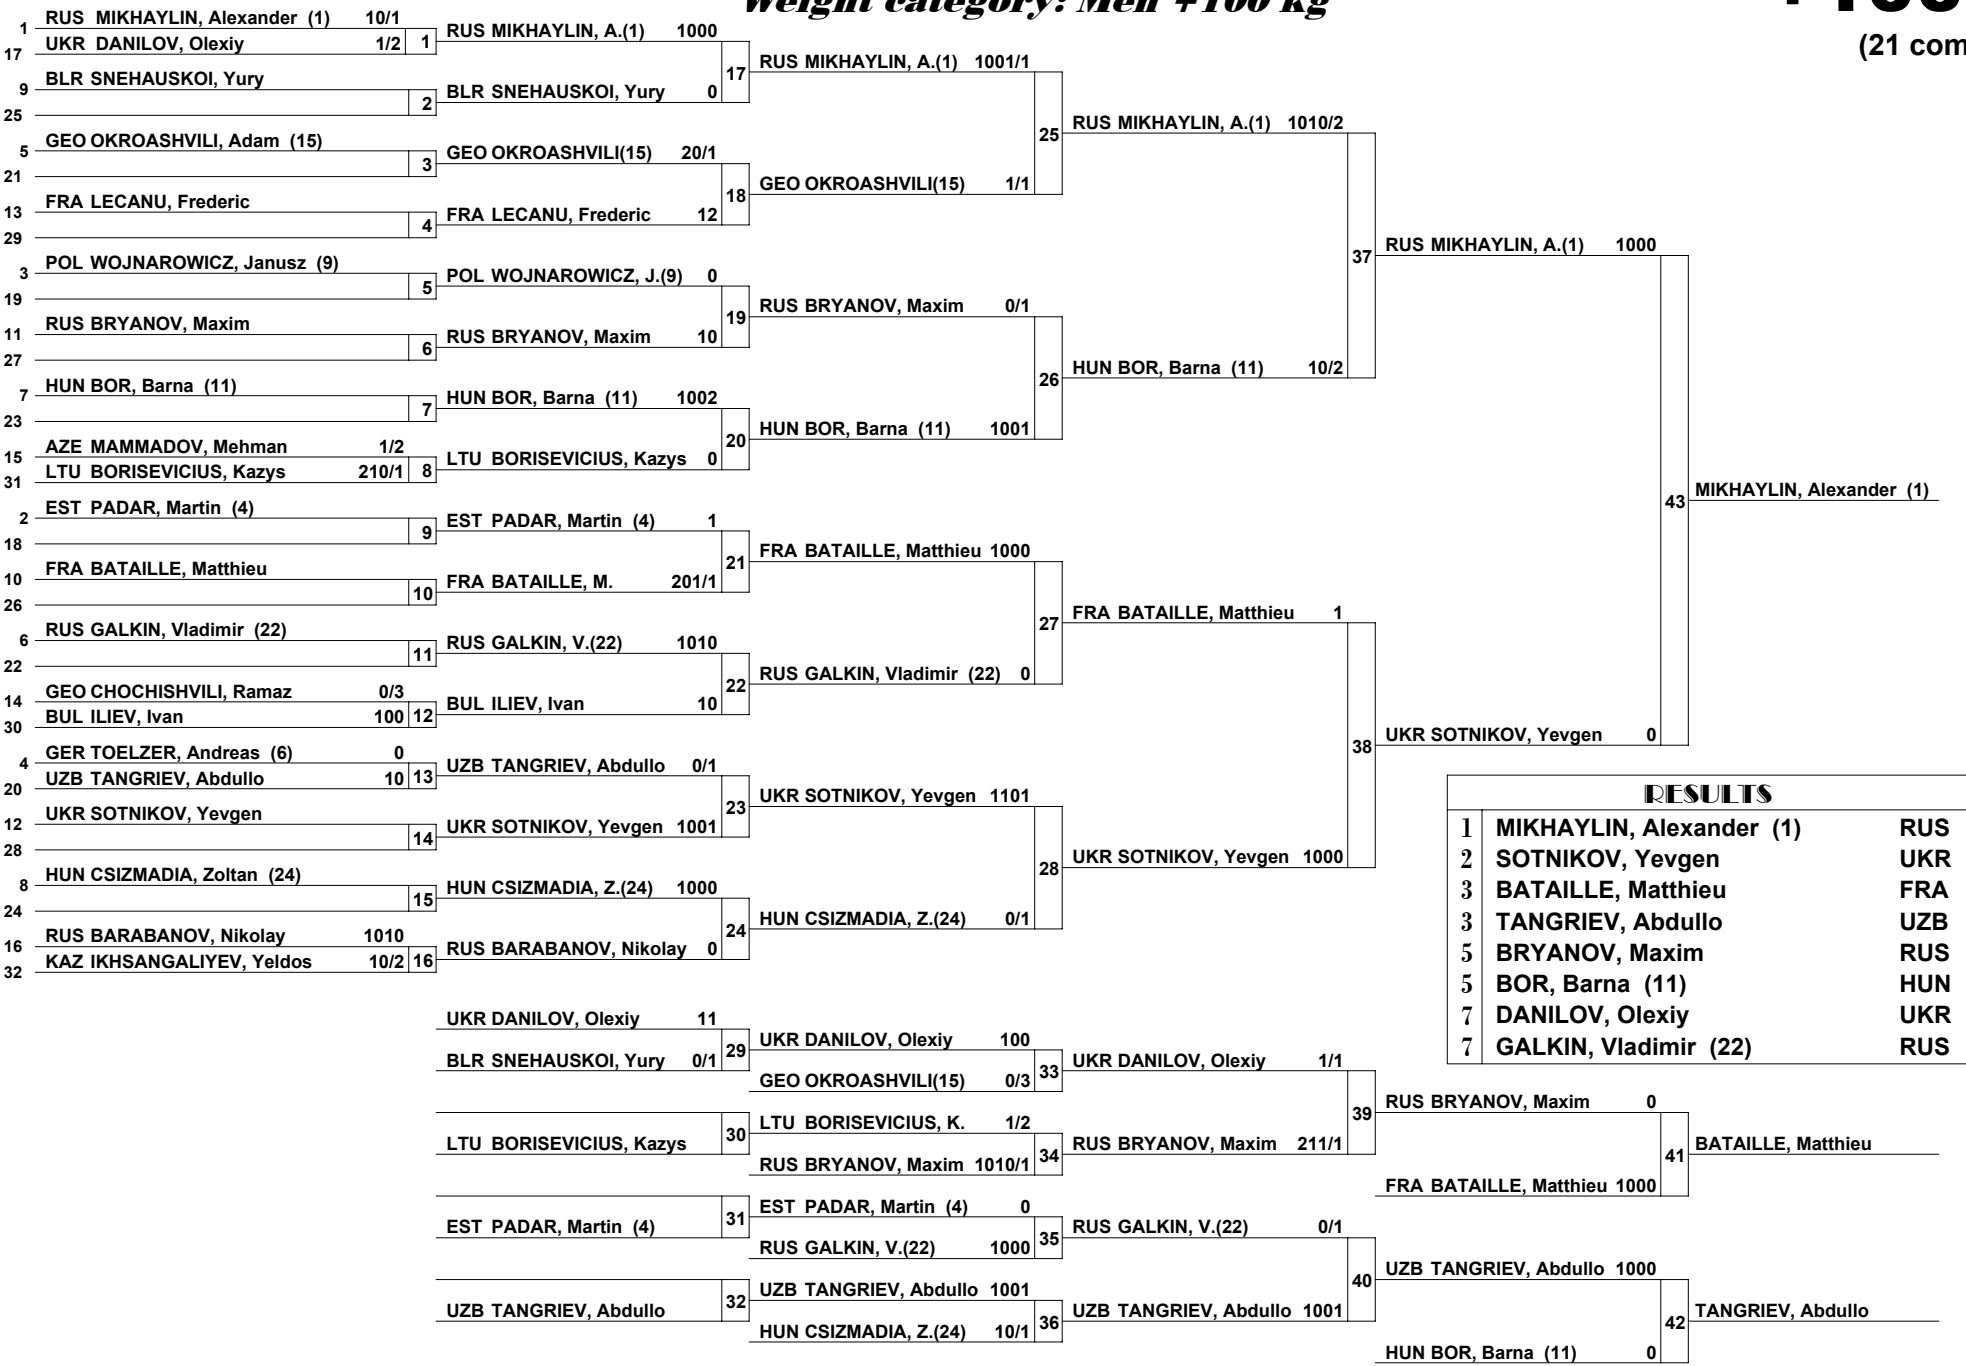 Weight category: Men +100 kg
(21 com
1 RUS MIKHAYLIN, Alexander (1) 10/1
17 UKR DANILOV, Olexiy 1/2 1
9 BLR SNEHAUSKOI, Yury
25 2
5 GEO OKROASHVILI, Adam (15)
21 3
13 FRA LECANU, Frederic
29 4
3 POL WOJNAROWICZ, Janusz (9)
19 5
11 RUS BRYANOV, Maxim
27 6
7 HUN BOR, Barna (11)
23 7
15 AZE MAMMADOV, Mehman 1/2
31 LTU BORISEVICIUS, Kazys 210/1 8
2 EST PADAR, Martin (4)
18 9
10 FRA BATAILLE, Matthieu
26 10
6 RUS GALKIN, Vladimir (22)
22 11
14 GEO CHOCHISHVILI, Ramaz 0/3
30 BUL ILIEV, Ivan 100 12
4 GER TOELZER, Andreas (6) 0
20 UZB TANGRIEV, Abdullo 10 13
12 UKR SOTNIKOV, Yevgen
28 14
8 HUN CSIZMADIA, Zoltan (24)
24 15
16 RUS BARABANOV, Nikolay 1010
32 KAZ IKHSANGALIYEV, Yeldos 10/2 16
RUS MIKHAYLIN, A.(1) 1000
17
BLR SNEHAUSKOI, Yury 0
GEO OKROASHVILI(15) 20/1
18
FRA LECANU, Frederic 12
POL WOJNAROWICZ, J.(9) 0
19
RUS BRYANOV, Maxim 10
HUN BOR, Barna (11) 1002
20
LTU BORISEVICIUS, Kazys 0
EST PADAR, Martin (4) 1
21
FRA BATAILLE, M. 201/1
RUS GALKIN, V.(22) 1010
22
BUL ILIEV, Ivan 10
UZB TANGRIEV, Abdullo 0/1
23
UKR SOTNIKOV, Yevgen 1001
HUN CSIZMADIA, Z.(24) 1000
24
RUS BARABANOV, Nikolay 0
RUS MIKHAYLIN, A.(1) 1001/1
25
GEO OKROASHVILI(15) 1/1
RUS BRYANOV, Maxim 0/1
26
HUN BOR, Barna (11) 1001
FRA BATAILLE, Matthieu 1000
27
RUS GALKIN, Vladimir (22) 0
UKR SOTNIKOV, Yevgen 1101
28
HUN CSIZMADIA, Z.(24) 0/1
RUS MIKHAYLIN, A.(1) 1010/2
37
HUN BOR, Barna (11) 10/2
FRA BATAILLE, Matthieu 1
38
UKR SOTNIKOV, Yevgen 1000
RUS MIKHAYLIN, A.(1) 1000
43
UKR SOTNIKOV, Yevgen 0
MIKHAYLIN, Alexander (1)
RESULTS
1 MIKHAYLIN, Alexander (1) RUS
2 SOTNIKOV, Yevgen UKR
3 BATAILLE, Matthieu FRA
3 TANGRIEV, Abdullo UZB
5 BRYANOV, Maxim RUS
5 BOR, Barna (11) HUN
7 DANILOV, Olexiy UKR
7 GALKIN, Vladimir (22) RUS
UKR DANILOV, Olexiy 11
29
BLR SNEHAUSKOI, Yury 0/1
30
LTU BORISEVICIUS, Kazys
31
EST PADAR, Martin (4)
32
UZB TANGRIEV, Abdullo
UKR DANILOV, Olexiy 100
33
GEO OKROASHVILI(15) 0/3
LTU BORISEVICIUS, K. 1/2
34
RUS BRYANOV, Maxim 1010/1
EST PADAR, Martin (4) 0
35
RUS GALKIN, V.(22) 1000
UZB TANGRIEV, Abdullo 1001
36
HUN CSIZMADIA, Z.(24) 10/1
UKR DANILOV, Olexiy 1/1
39
RUS BRYANOV, Maxim 211/1
RUS GALKIN, V.(22) 0/1
40
UZB TANGRIEV, Abdullo 1001
RUS BRYANOV, Maxim 0
41
FRA BATAILLE, Matthieu 1000
UZB TANGRIEV, Abdullo 1000
42
HUN BOR, Barna (11) 0
BATAILLE, Matthieu
TANGRIEV, Abdullo